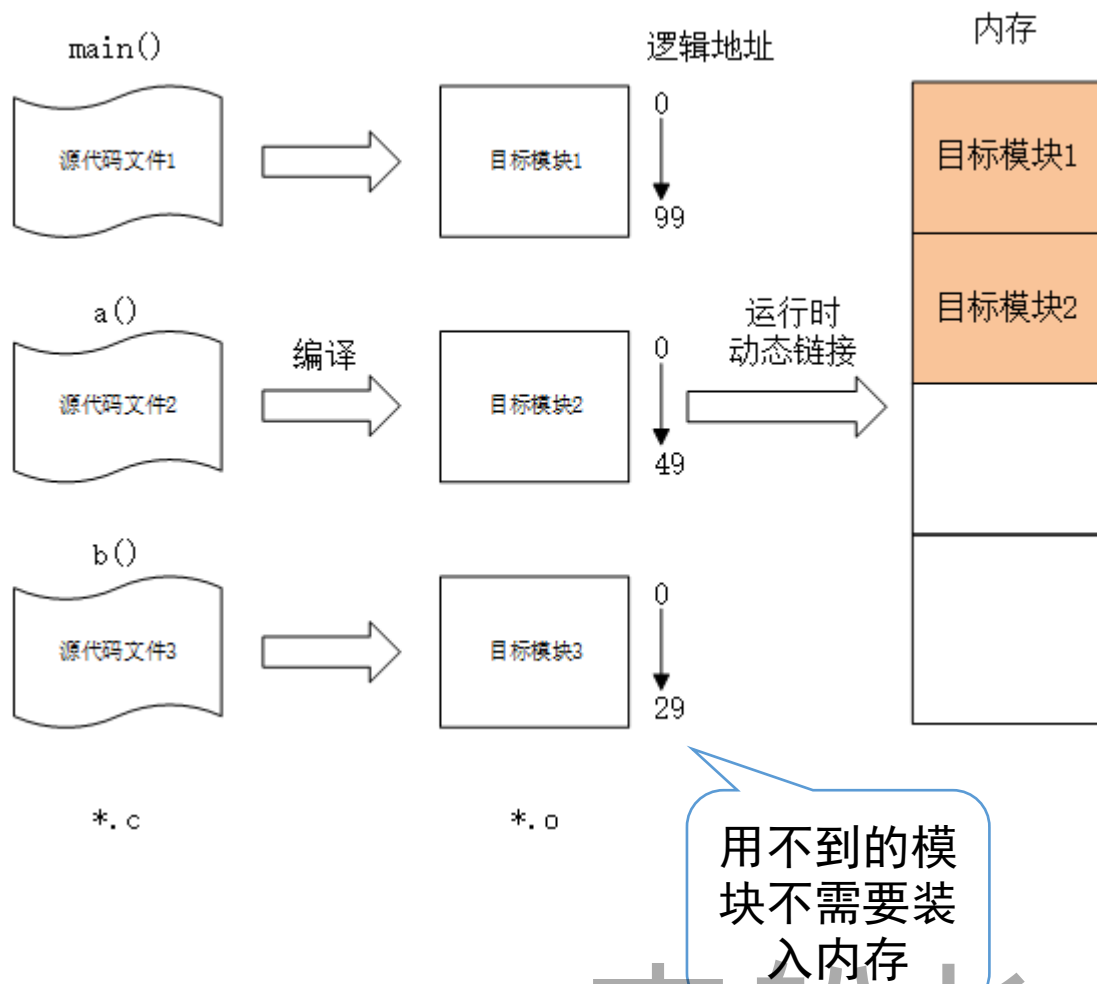 main()
逻辑地址
内存
源代码文件1
目标模块1
0
99
目标模块1
a()
编译
源代码文件2
目标模块2
0
49
运行时
动态链接
目标模块2
b()
源代码文件3
目标模块3
0
29
*.c
*.o
用不到的模
块不需要装
入内存